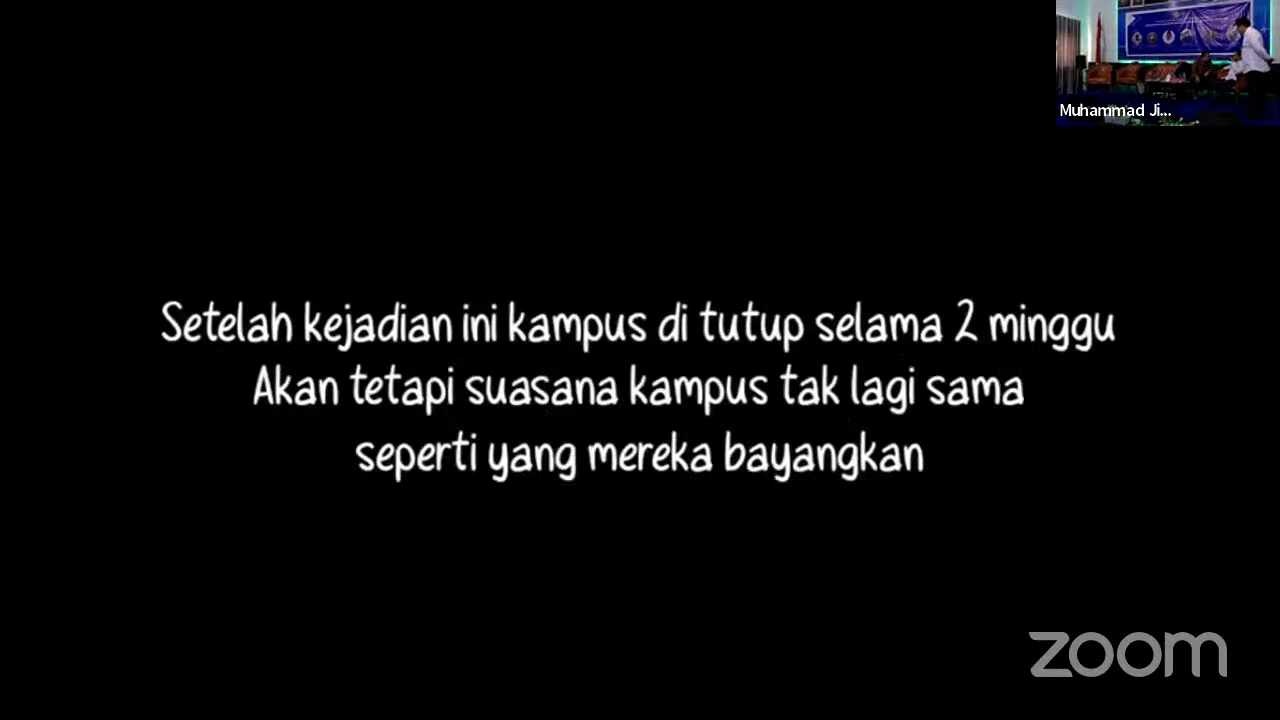 Muhammad Ji...
Setelah kejadian ini kampus di tutup selama 2 minggu
Akan tetapi suasana kampus tak lagi sama
seperti yang mereka bayangkan
zoom